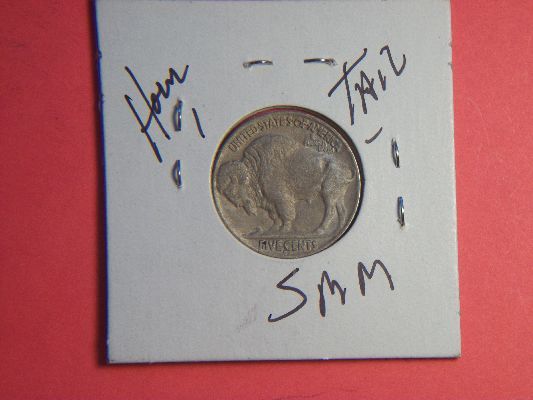 Horn
TAIL
UNITED STATES OF AMERICA
FIVE CENTS
SMM